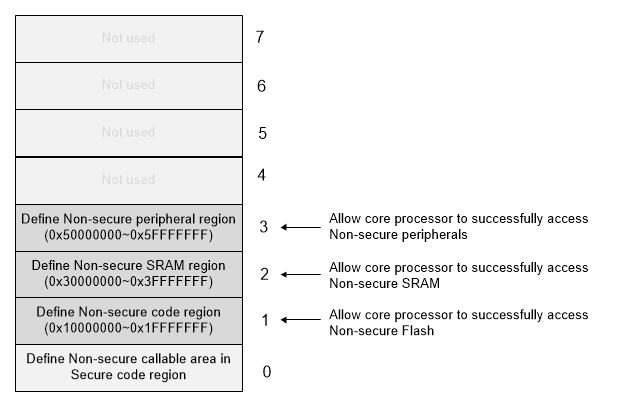 Not used
7
Not used
6
Not used
5
Not used
4
Define Non-secure peripheral region
(0x50000000~0x5FFFFFFF)
3
Allow core processor to successfully access
Non-secure peripherals
Define Non-secure SRAM region
(0x30000000~0x3FFFFFFF)
2
Allow core processor to successfully access
Non-secure SRAM
Define Non-secure code region
(0x10000000~0x1FFFFFFF)
1
Allow core processor to successfully access
Non-secure Flash
Define Non-secure callable area in
Secure code region
0